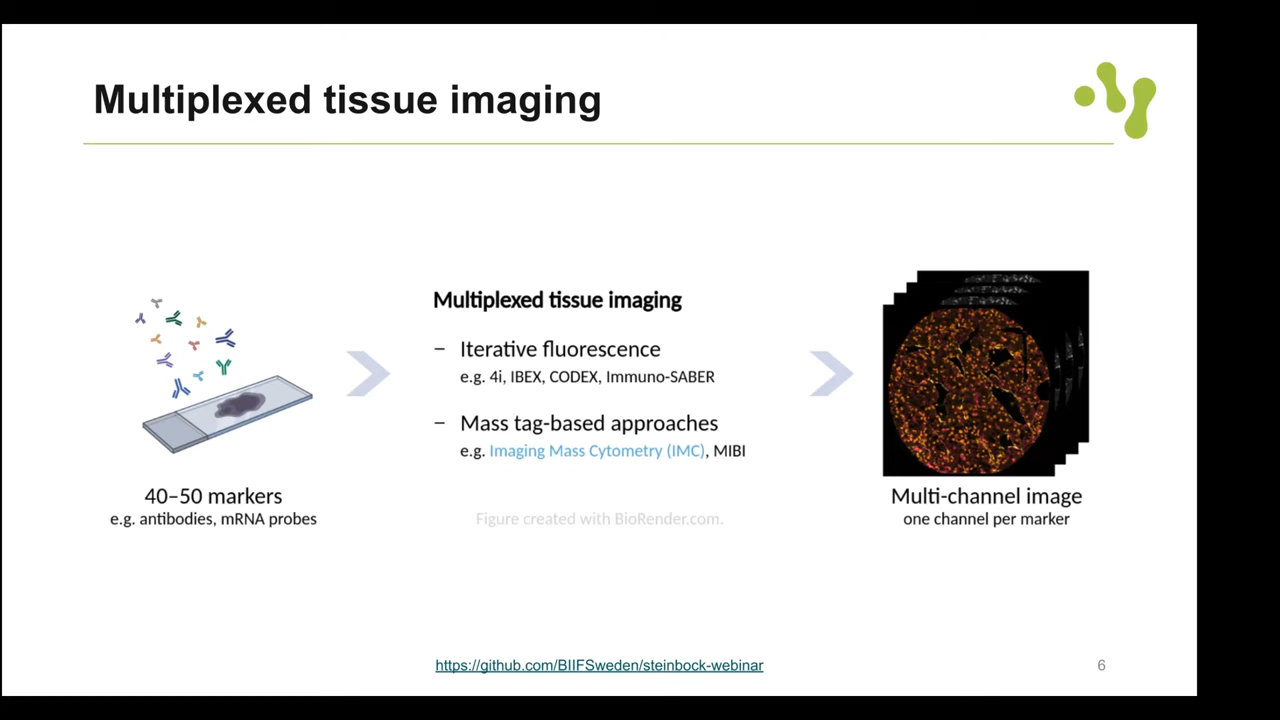 Multiplexed tissue imaging
Multiplexed tissue imaging
– Iterative fluorescence
e.g. 4i, IBEX, CODEX, Immuno-SABER
– Mass tag-based approaches
e.g. Imaging Mass Cytometry (IMC), MIBI
40–50 markers
e.g. antibodies, mRNA probes
Figure created with BioRender.com.
Multi-channel image
one channel per marker
https://github.com/BIIFSweden/steinbock-webinar
6